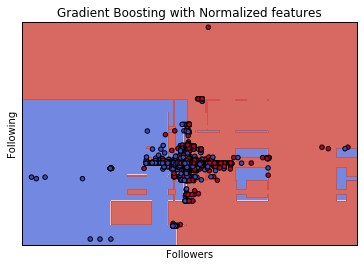 Gradient Boosting with Normalized features
Following
Followers